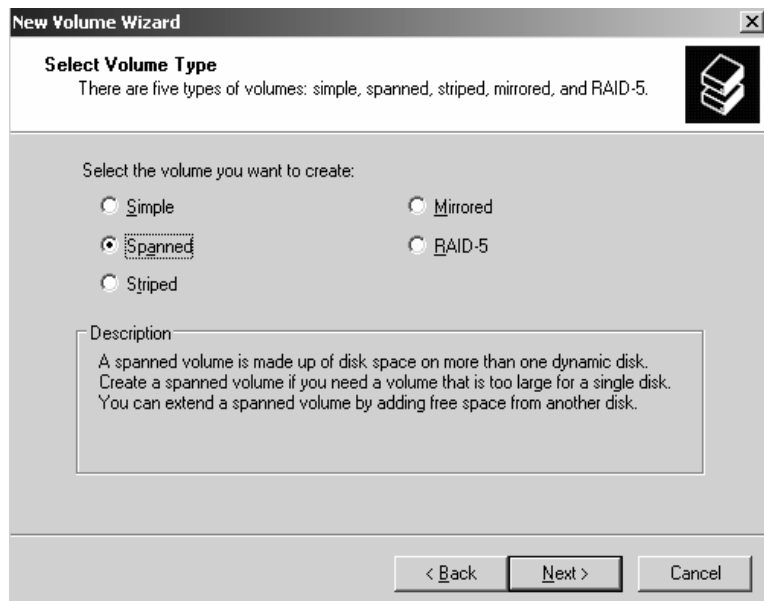 New Volume Wizard
Select Volume Type
There are five types of volumes: simple, spanned, striped, mirrored, and RAID-5.
Select the volume you want to create:
Simple
Mirrored
Spanned
RAID-5
Striped
Description
A spanned volume is made up of disk space on more than one dynamic disk.
Create a spanned volume if you need a volume that is too large for a single disk.
You can extend a spanned volume by adding free space from another disk.
< Back
Next >
Cancel